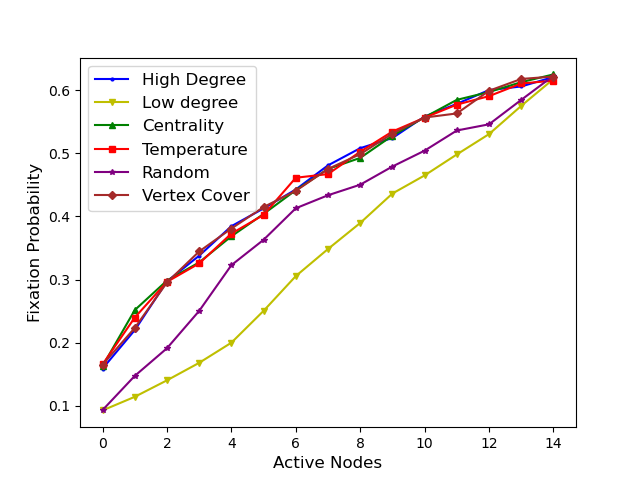 High Degree
Low degree
Centrality
Temperature
Random
Vertex Cover
Fixation Probability
0.6
0.5
0.4
0.3
0.2
0.1
0 2 4 6 8 10 12 14
Active Nodes